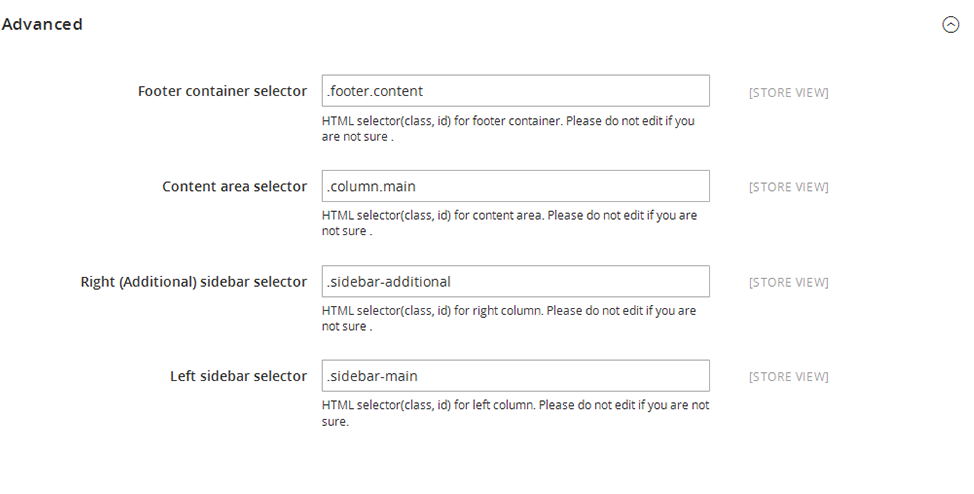 Advanced
Footer container selector
.footer.content
[STORE VIEW]
HTML selector(class, id) for footer container. Please do not edit if you
are not sure .
Content area selector
.column.main
[STORE VIEW]
HTML selector(class, id) for content area. Please do not edit if you are
not sure .
Right (Additional) sidebar selector
.sidebar-additional
[STORE VIEW]
HTML selector(class, id) for right column. Please do not edit if you are
not sure .
Left sidebar selector
.sidebar-main
[STORE VIEW]
HTML selector(class, id) for left column. Please do not edit if you are not
sure.